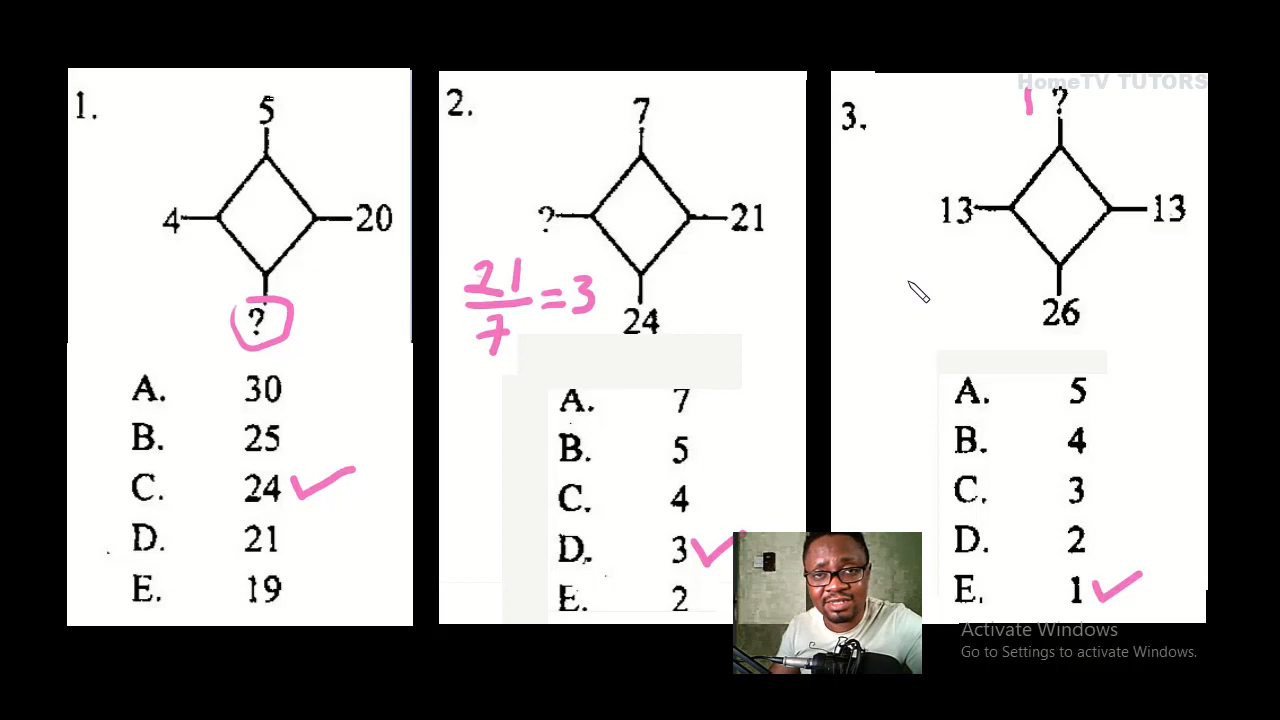 HomeTV TUTORS
1.
5
4
20
?
A. 30
B. 25
C. 24
D. 21
E. 19
2.
7
?
21
21
7
=3
24
A. 7
B. 5
C. 4
D. 3
E. 2
3.
1 ?
13
13
26
A. 5
B. 4
C. 3
D. 2
E. 1
Activate Windows
Go to Settings to activate Windows.